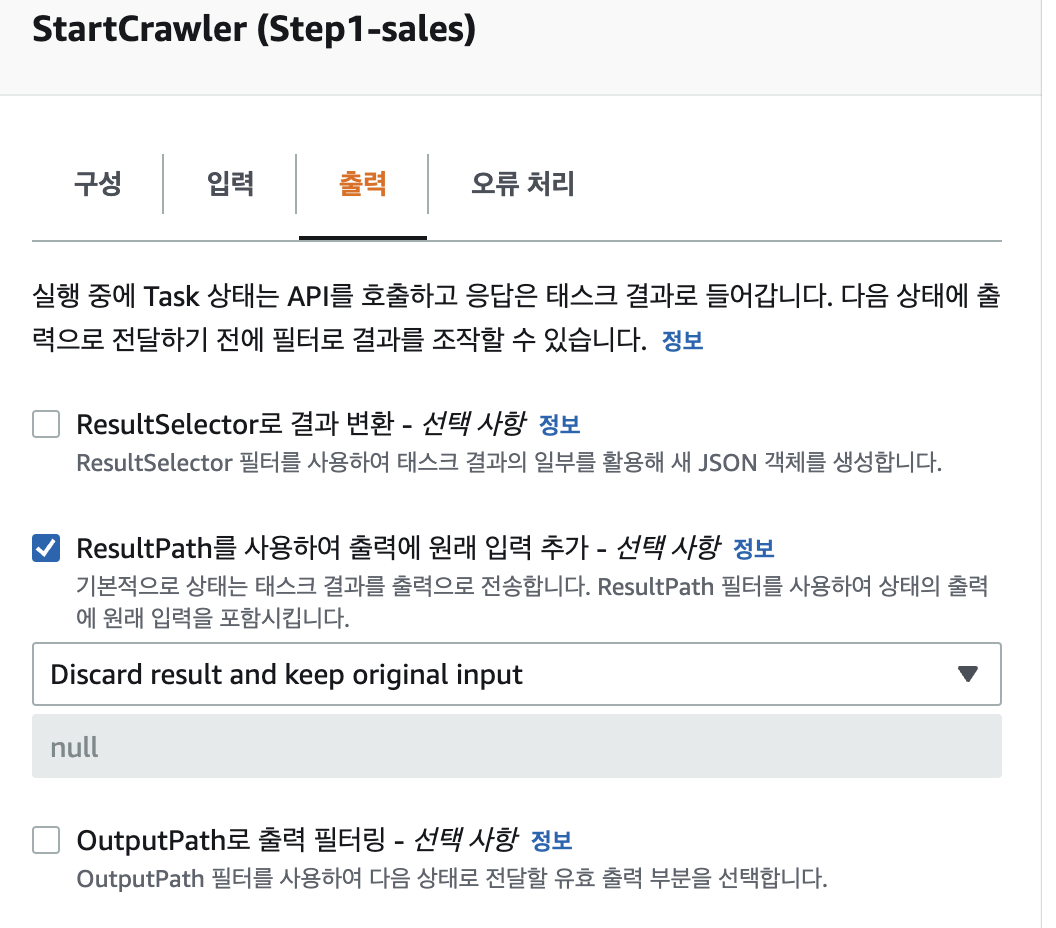 StartCrawler (Step1-sales)
구성 입력 출력 오류 처리
실행 중에 Task 상태는 API를 호출하고 응답은 태스크 결과로 들어갑니다. 다음 상태에 출
력으로 전달하기 전에 필터로 결과를 조작할 수 있습니다. 정보
ResultSelector로 결과 변환 - 선택 사항 정보
ResultSelector 필터를 사용하여 태스크 결과의 일부를 활용해 새 JSON 객체를 생성합니다.
ResultPath를 사용하여 출력에 원래 입력 추가 - 선택 사항 정보
기본적으로 상태는 태스크 결과를 출력으로 전송합니다. ResultPath 필터를 사용하여 상태의 출력
에 원래 입력을 포함시킵니다.
Discard result and keep original input
null
OutputPath로 출력 필터링 - 선택 사항 정보
OutputPath 필터를 사용하여 다음 상태로 전달할 유효 출력 부분을 선택합니다.